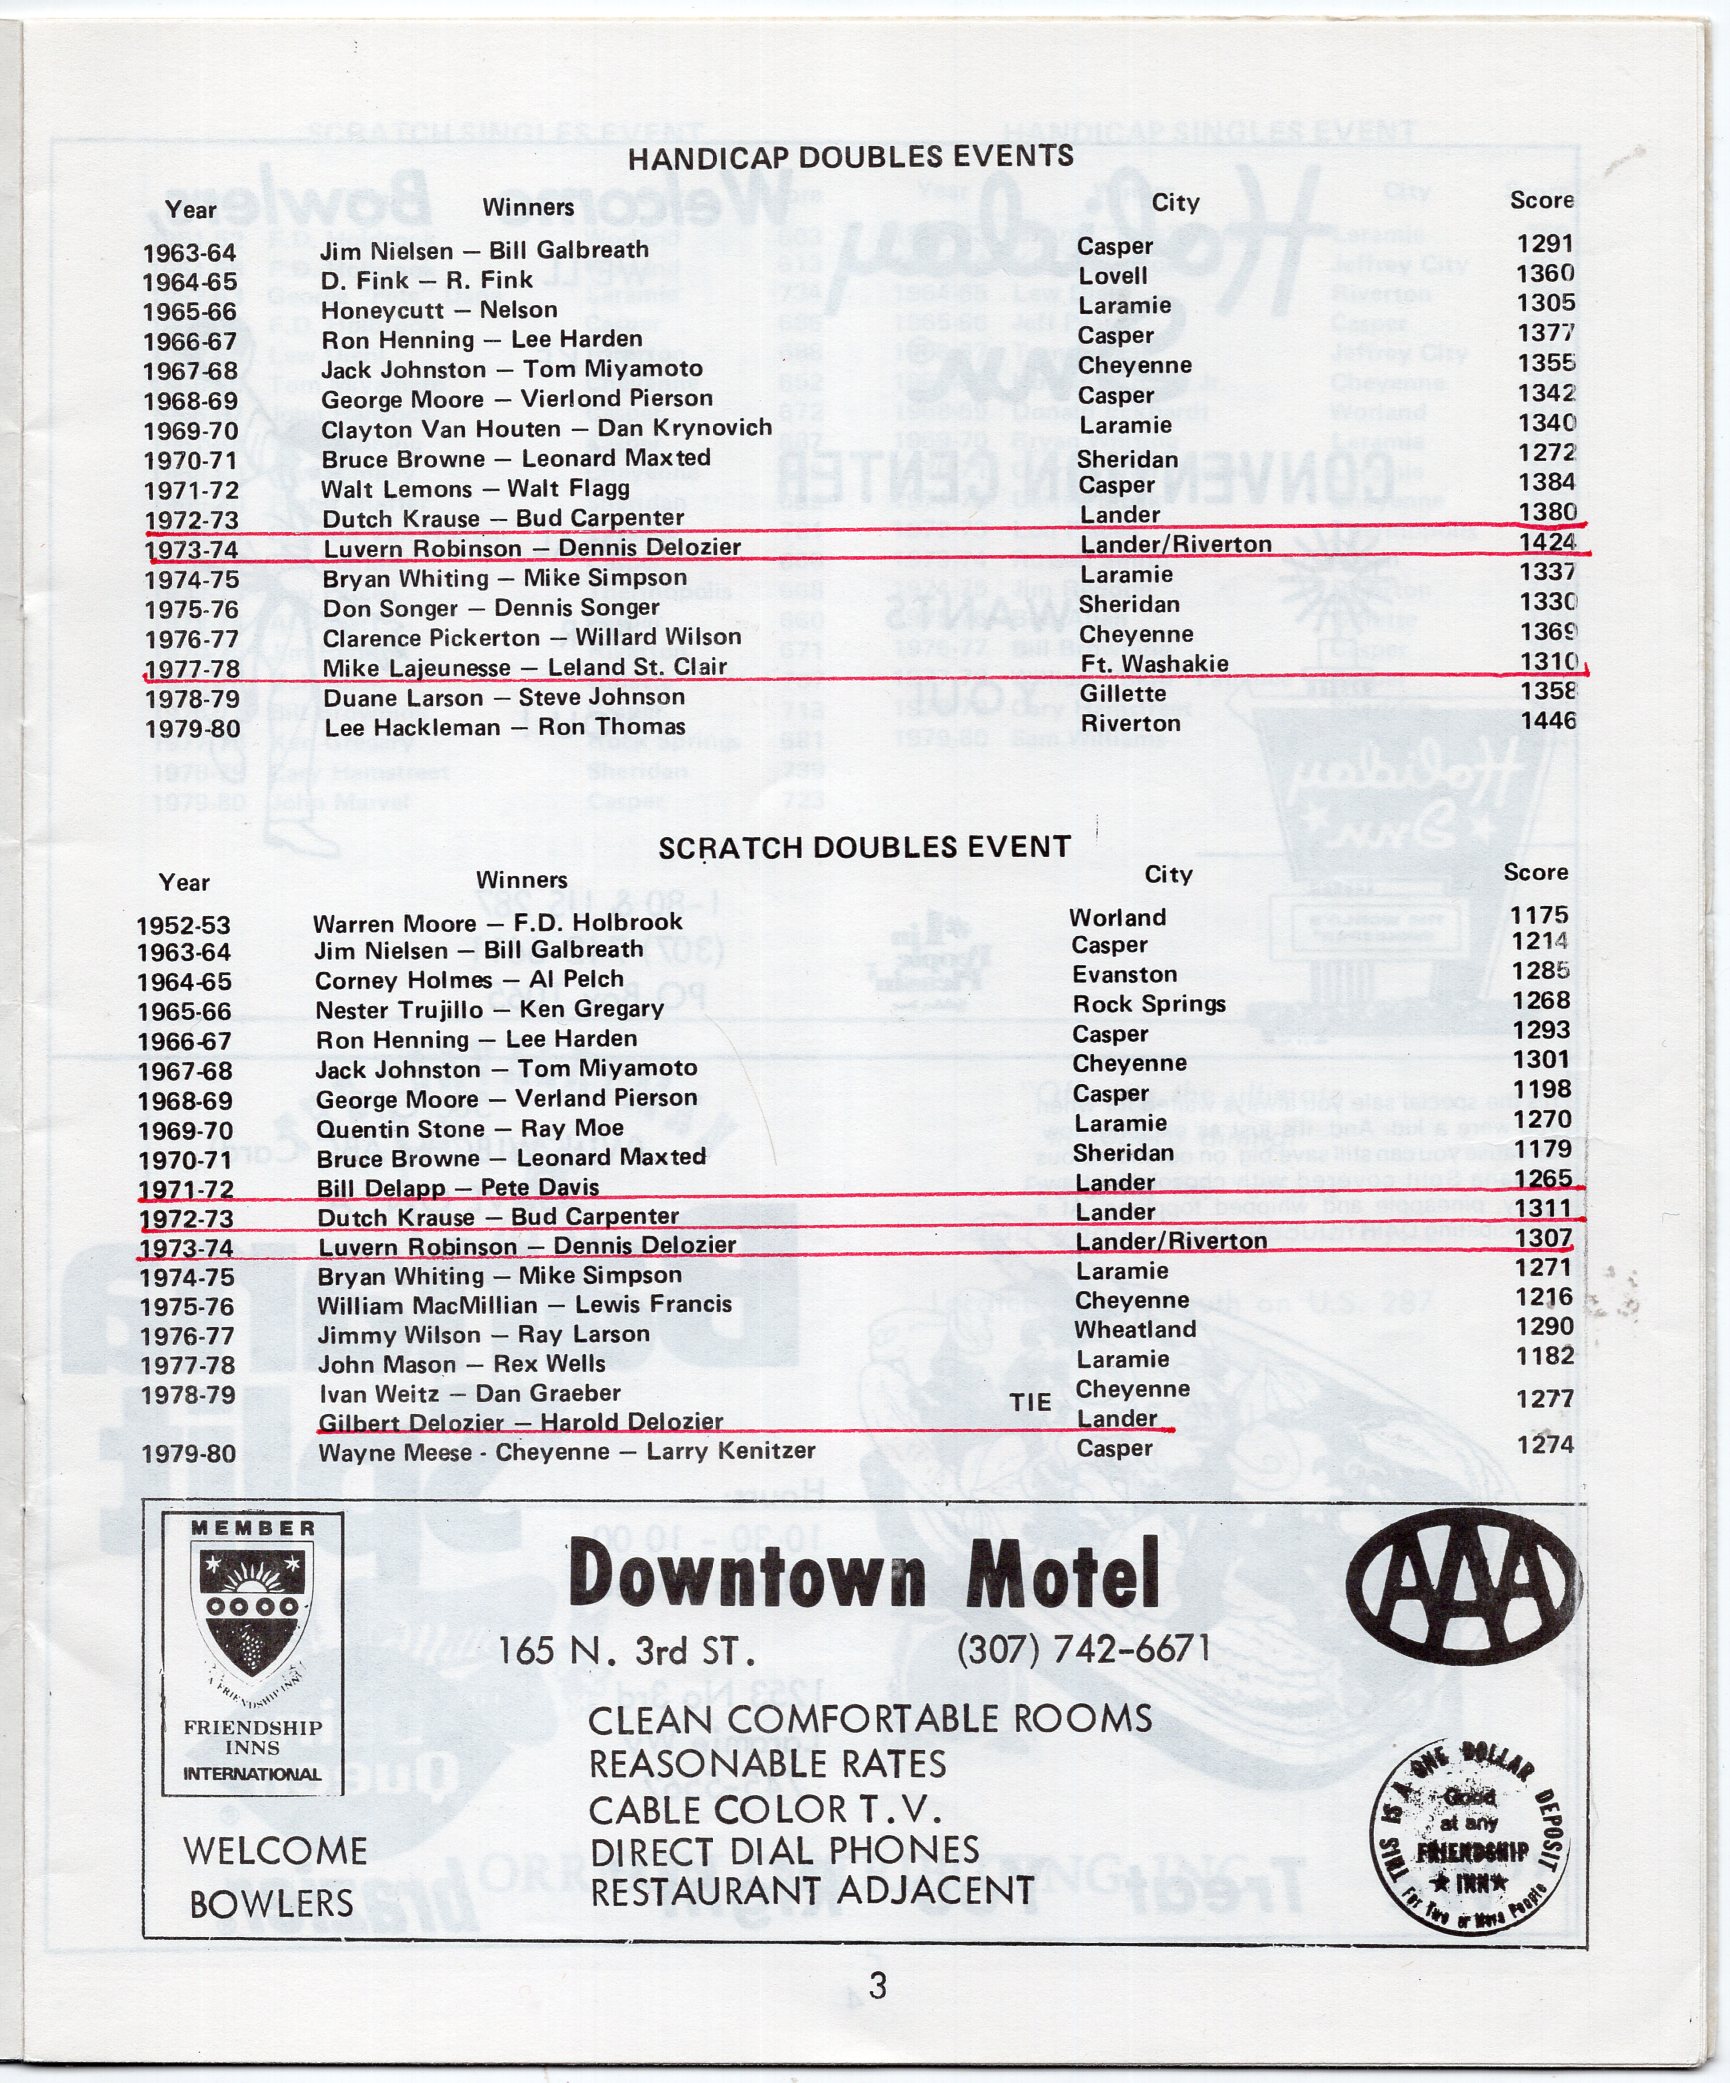 HANDICAP DOUBLES EVENTS
Year Winners City Score
1963-64 Jim Nielsen — Bill Galbreath Casper 1291
1964-65 D. Fink — R. Fink Lovell 1360
1965-66 Honeycutt — Nelson Laramie 1305
1966-67 Ron Henning — Lee Harden Casper 1377
1967-68 Jack Johnston — Tom Miyamoto Cheyenne 1355
1968-69 George Moore — Vierlond Pierson Casper 1342
1969-70 Clayton Van Houten — Dan Krynovich Laramie 1340
1970-71 Bruce Browne — Leonard Maxted Sheridan 1272
1971-72 Walt Lemons — Walt Flagg Casper 1384
1972-73 Dutch Krause — Bud Carpenter Lander 1380
1973-74 Luvern Robinson — Dennis Delozier Lander/Riverton 1424
1974-75 Bryan Whiting — Mike Simpson Laramie 1337
1975-76 Don Songer — Dennis Songer Sheridan 1330
1976-77 Clarence Pickerton — Willard Wilson Cheyenne 1369
1977-78 Mike Lajeunesse — Leland St. Clair Ft. Washakie 1310
1978-79 Duane Larson — Steve Johnson Gillette 1358
1979-80 Lee Hackleman — Ron Thomas Riverton 1446
SCRATCH DOUBLES EVENT
Year Winners City Score
1952-53 Warren Moore — F.D. Holbrook Worland 1175
1963-64 Jim Nielsen — Bill Galbreath Casper 1214
1964-65 Corney Holmes — Al Pelch Evanston 1285
1965-66 Nester Trujillo — Ken Gregary Rock Springs 1268
1966-67 Ron Henning — Lee Harden Casper 1293
1967-68 Jack Johnston — Tom Miyamoto Cheyenne 1301
1968-69 George Moore — Verland Pierson Casper 1198
1969-70 Quentin Stone — Ray Moe Laramie 1270
1970-71 Bruce Browne — Leonard Maxted Sheridan 1179
1971-72 Bill Delapp — Pete Davis Lander 1265
1972-73 Dutch Krause — Bud Carpenter Lander 1311
1973-74 Luvern Robinson — Dennis Delozier Lander/Riverton 1307
1974-75 Bryan Whiting — Mike Simpson Laramie 1271
1975-76 William MacMillian — Lewis Francis Cheyenne 1216
1976-77 Jimmy Wilson — Ray Larson Wheatland 1290
1977-78 John Mason — Rex Wells Laramie 1182
1978-79 Ivan Weitz — Dan Graeber TIE Cheyenne 1277
Gilbert Delozier — Harold Delozier Lander
1979-80 Wayne Meese - Cheyenne — Larry Kenitzer Casper 1274
MEMBER
A FRIENDSHIP INN
FRIENDSHIP
INNS
INTERNATIONAL
WELCOME
BOWLERS
Downtown Motel
165 N. 3rd ST. (307) 742-6671
CLEAN COMFORTABLE ROOMS
REASONABLE RATES
CABLE COLOR T.V.
DIRECT DIAL PHONES
RESTAURANT ADJACENT
AAA
THIS IS A ONE DOLLAR DEPOSIT
Good
at any
FRIENDSHIP
INN
For Two or More People
3